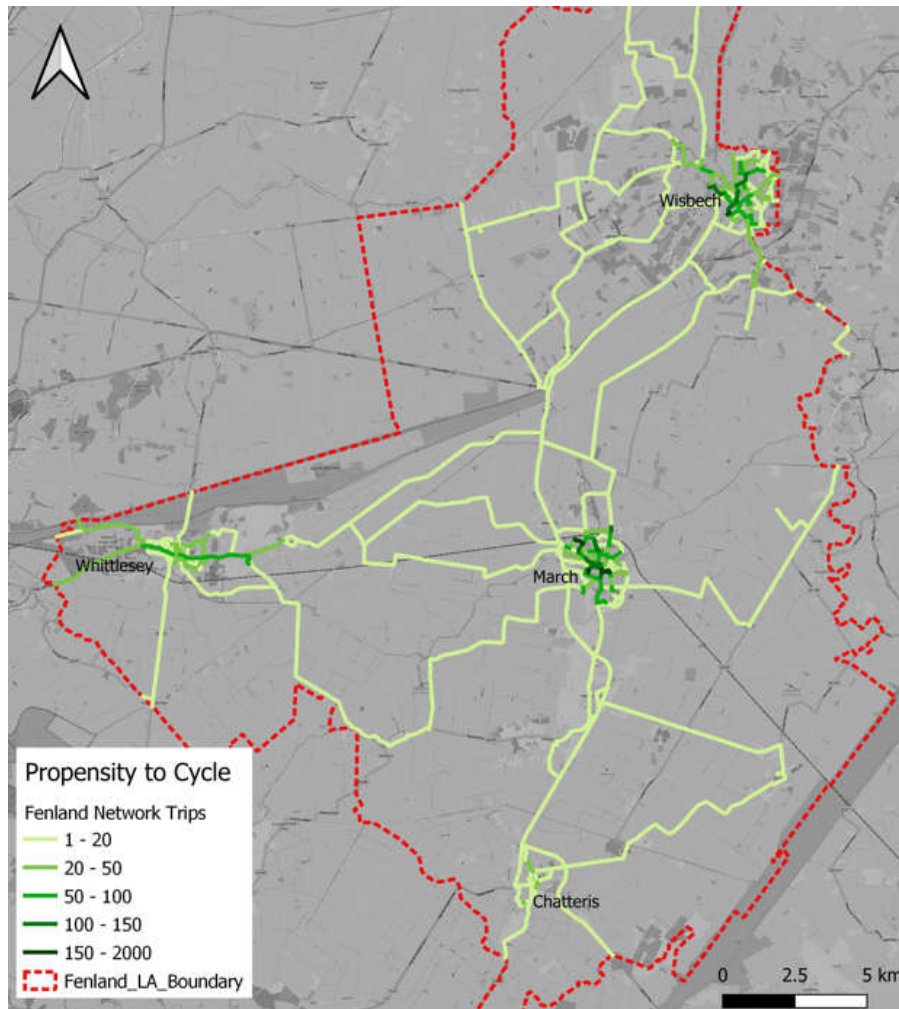 Wisbech
Whittlesey
March
Chatteris
Propensity to Cycle
Fenland Network Trips
1 - 20
20 - 50
50 - 100
100 - 150
150 - 2000
Fenland_LA_Boundary
0 2.5 5 km